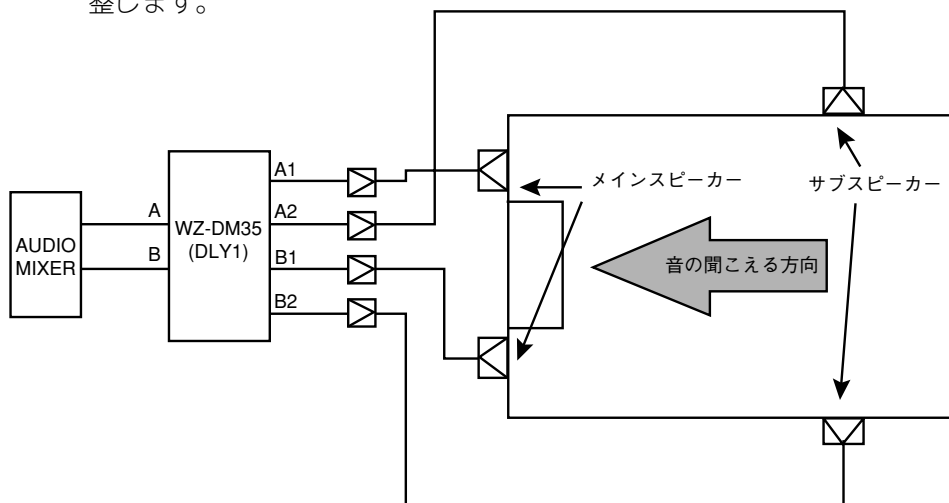 整します。
A1
メインスピーカー
サブスピーカー
A
A2
AUDIO
MIXER
WZ-DM35
(DLY1)
B
B1
音の聞こえる方向
B2